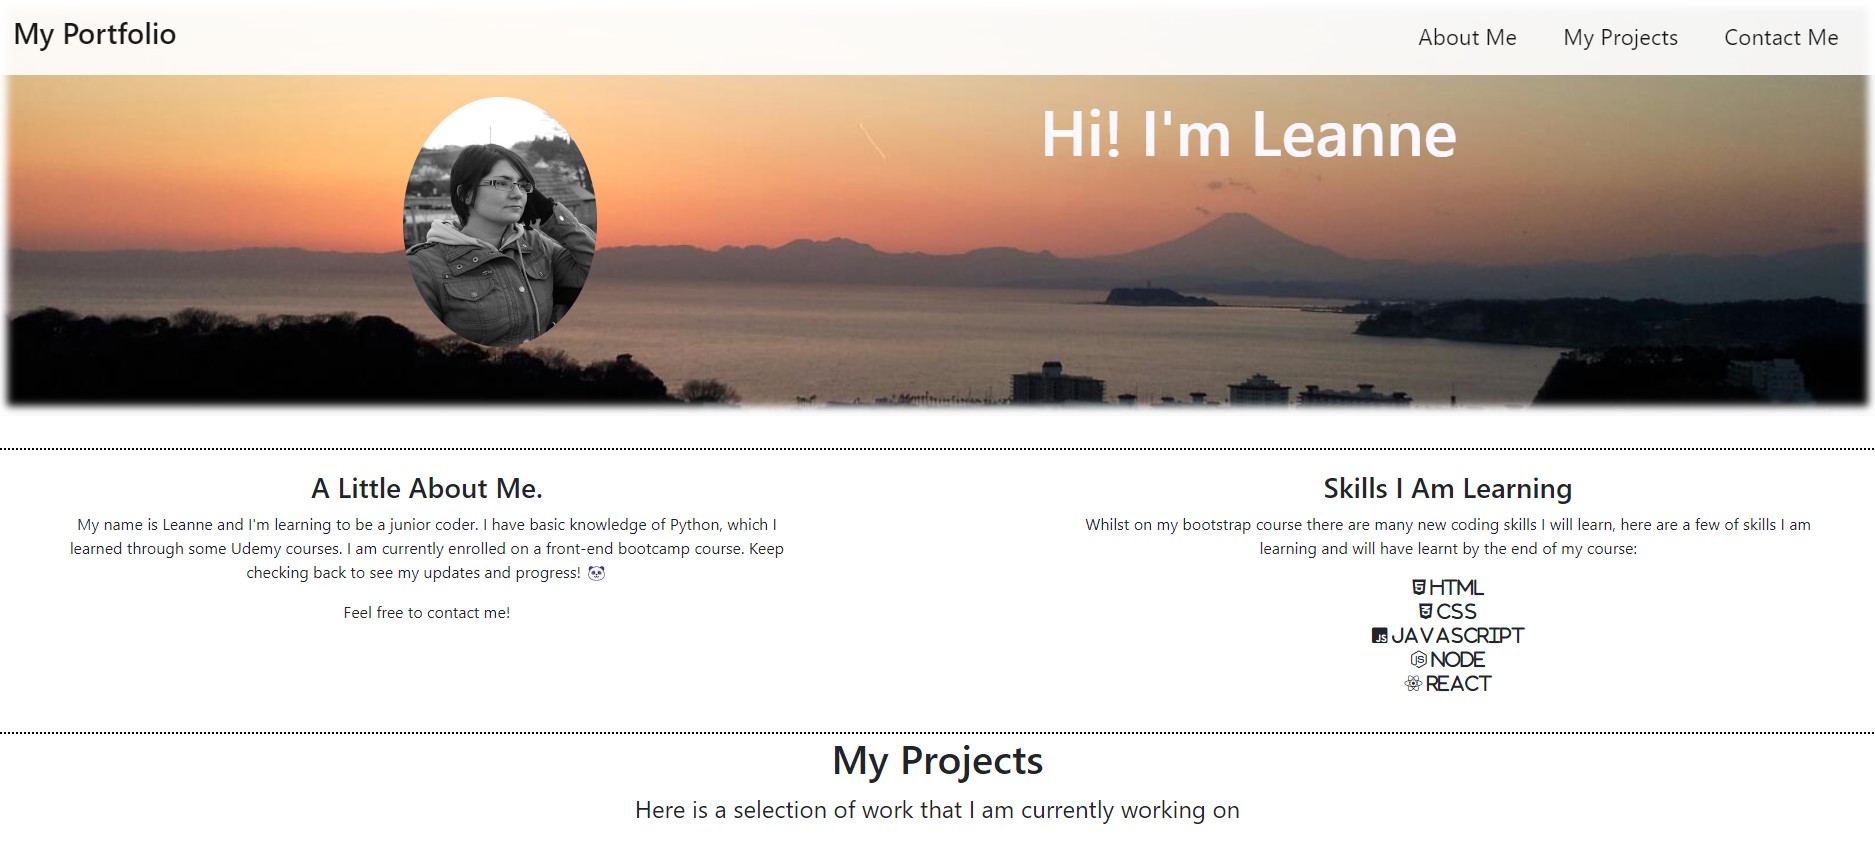 My Portfolio
About Me My Projects Contact Me
Hi! I'm Leanne
A Little About Me.
My name is Leanne and I'm learning to be a junior coder. I have basic knowledge of Python, which I
learned through some Udemy courses. I am currently enrolled on a front-end bootcamp course. Keep
checking back to see my updates and progress! 🐼
Feel free to contact me!
Skills I Am Learning
Whilst on my bootstrap course there are many new coding skills I will learn, here are a few of skills I am
learning and will have learnt by the end of my course:
HTML
CSS
JS JAVASCRIPT
JS NODE
REACT
My Projects
Here is a selection of work that I am currently working on